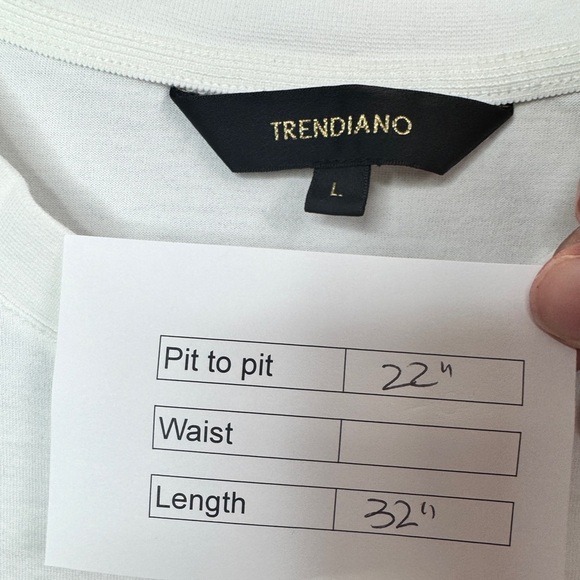 TRENDIANO
L
Pit to pit 22"
Waist
Length 32"